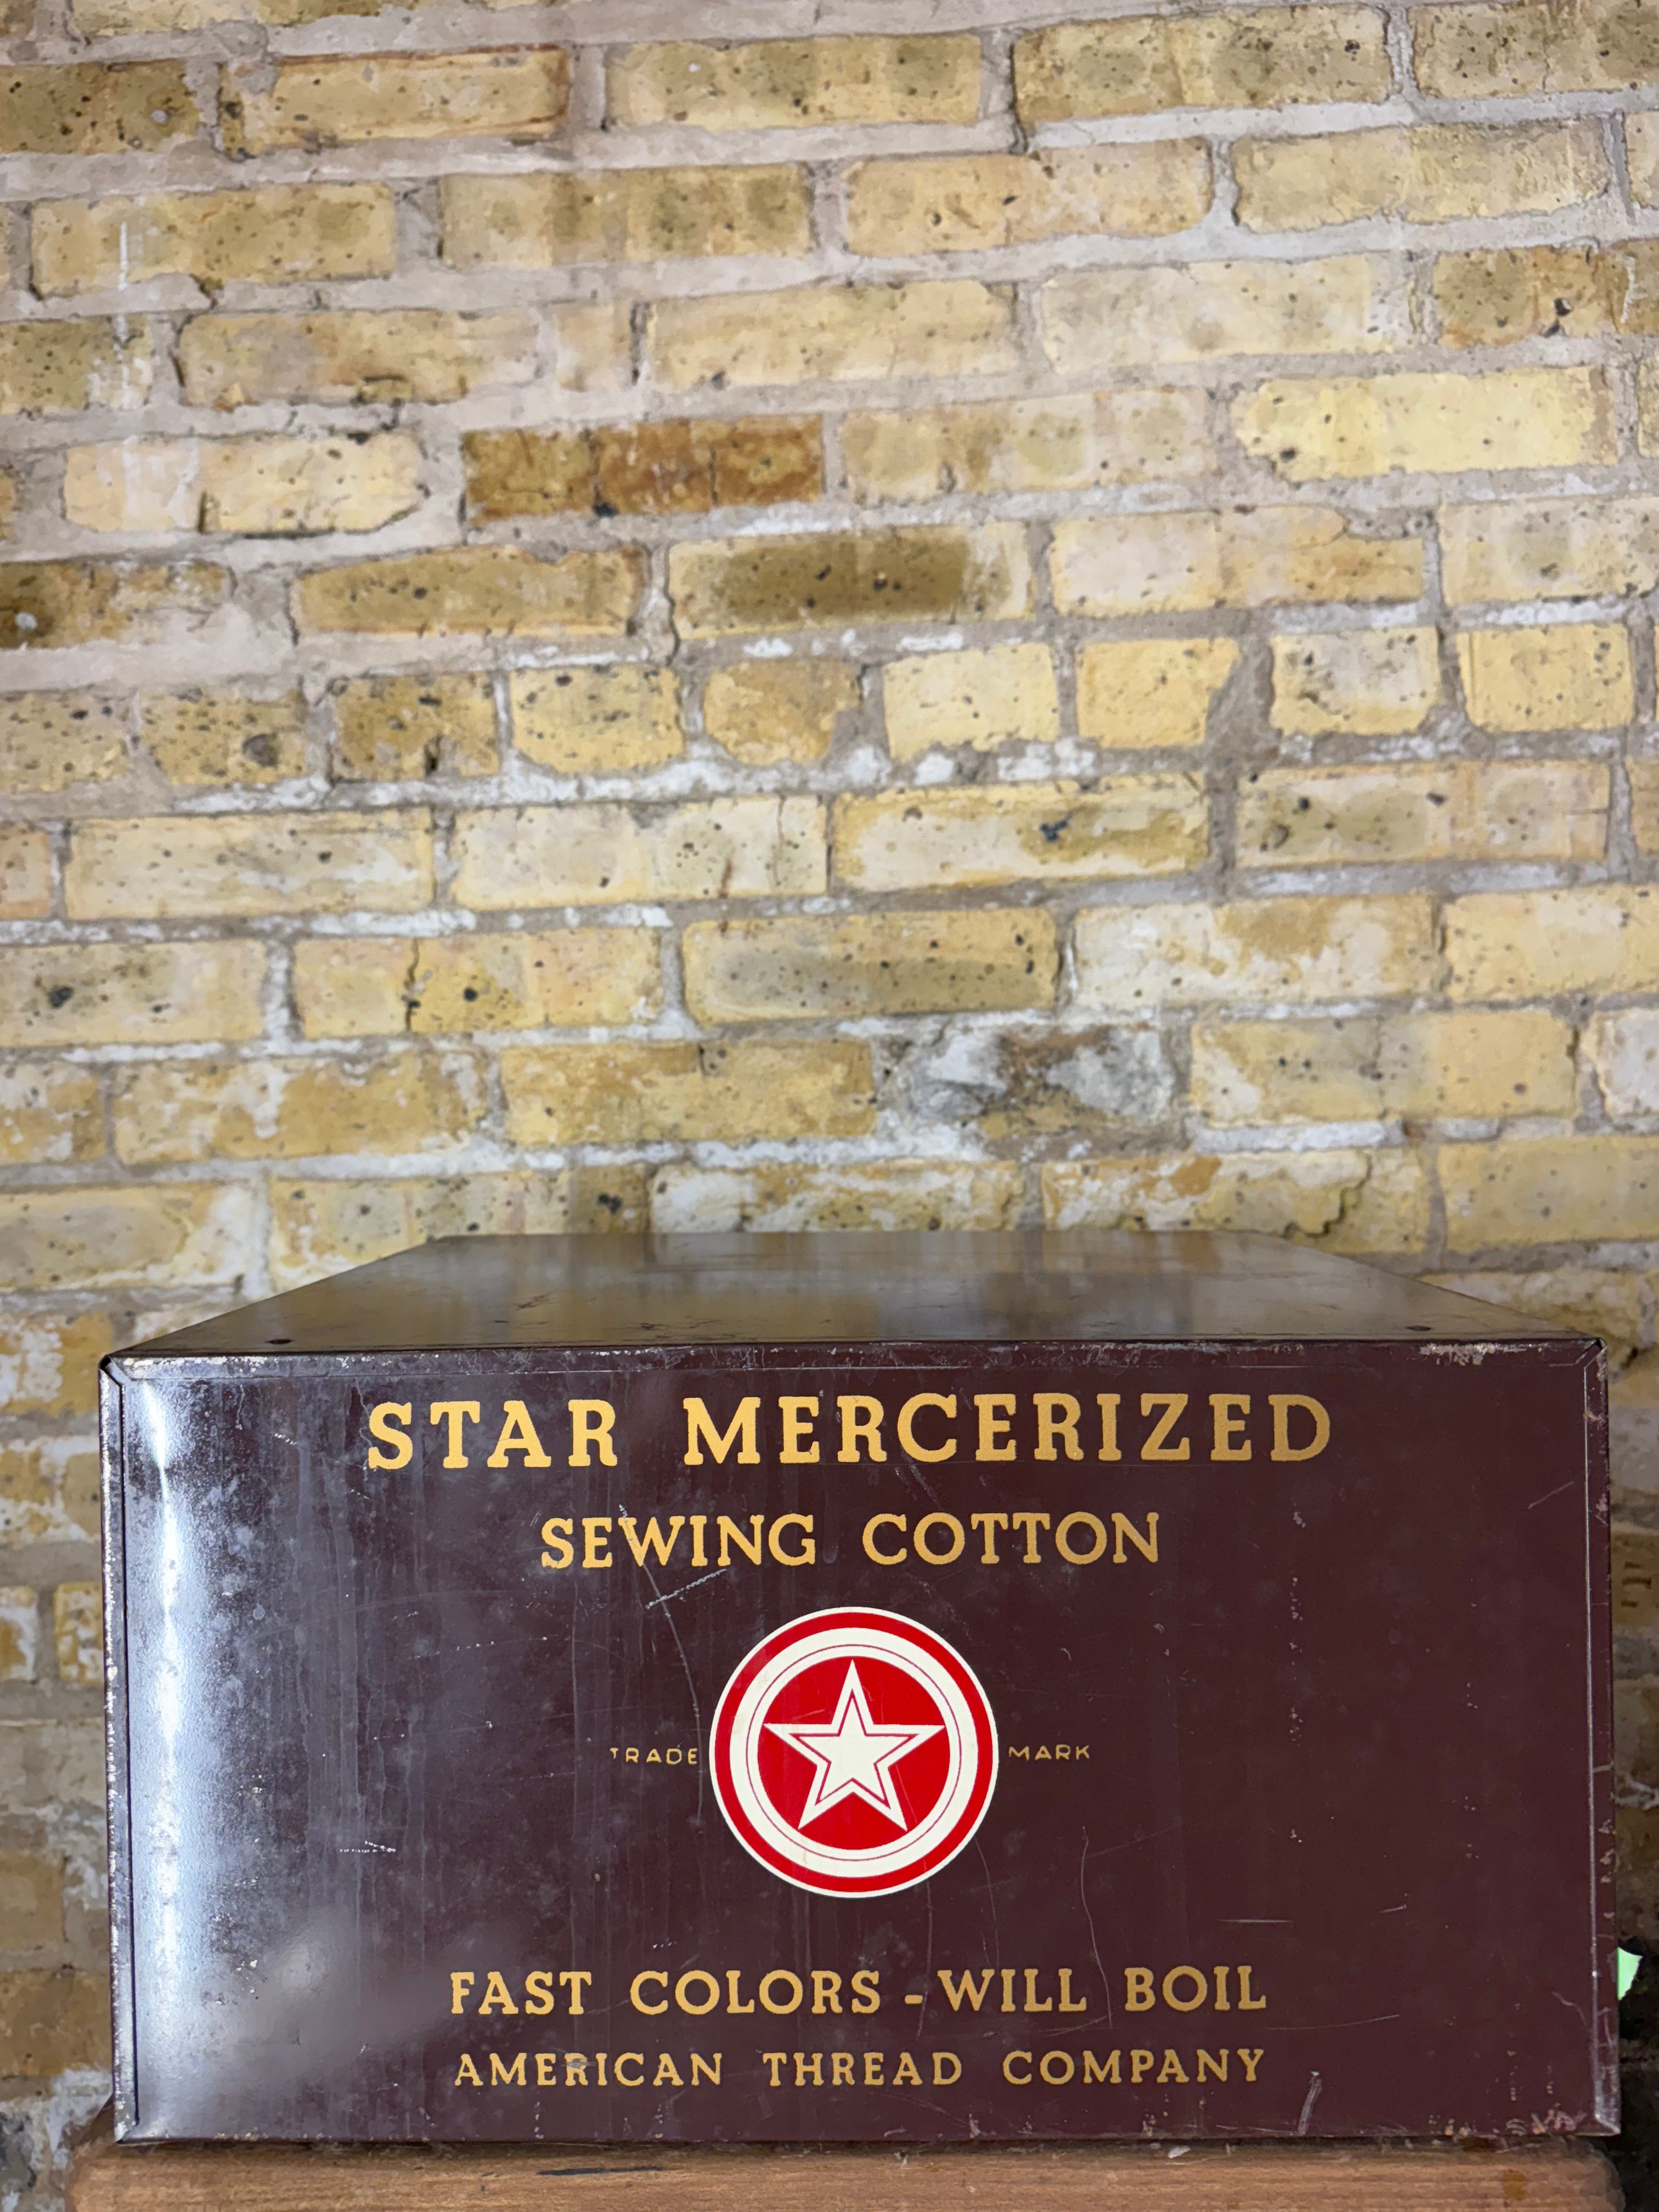 STAR MERCERIZED
SEWING COTTON
TRADE MARK
FAST COLORS - WILL BOIL
AMERICAN THREAD COMPANY